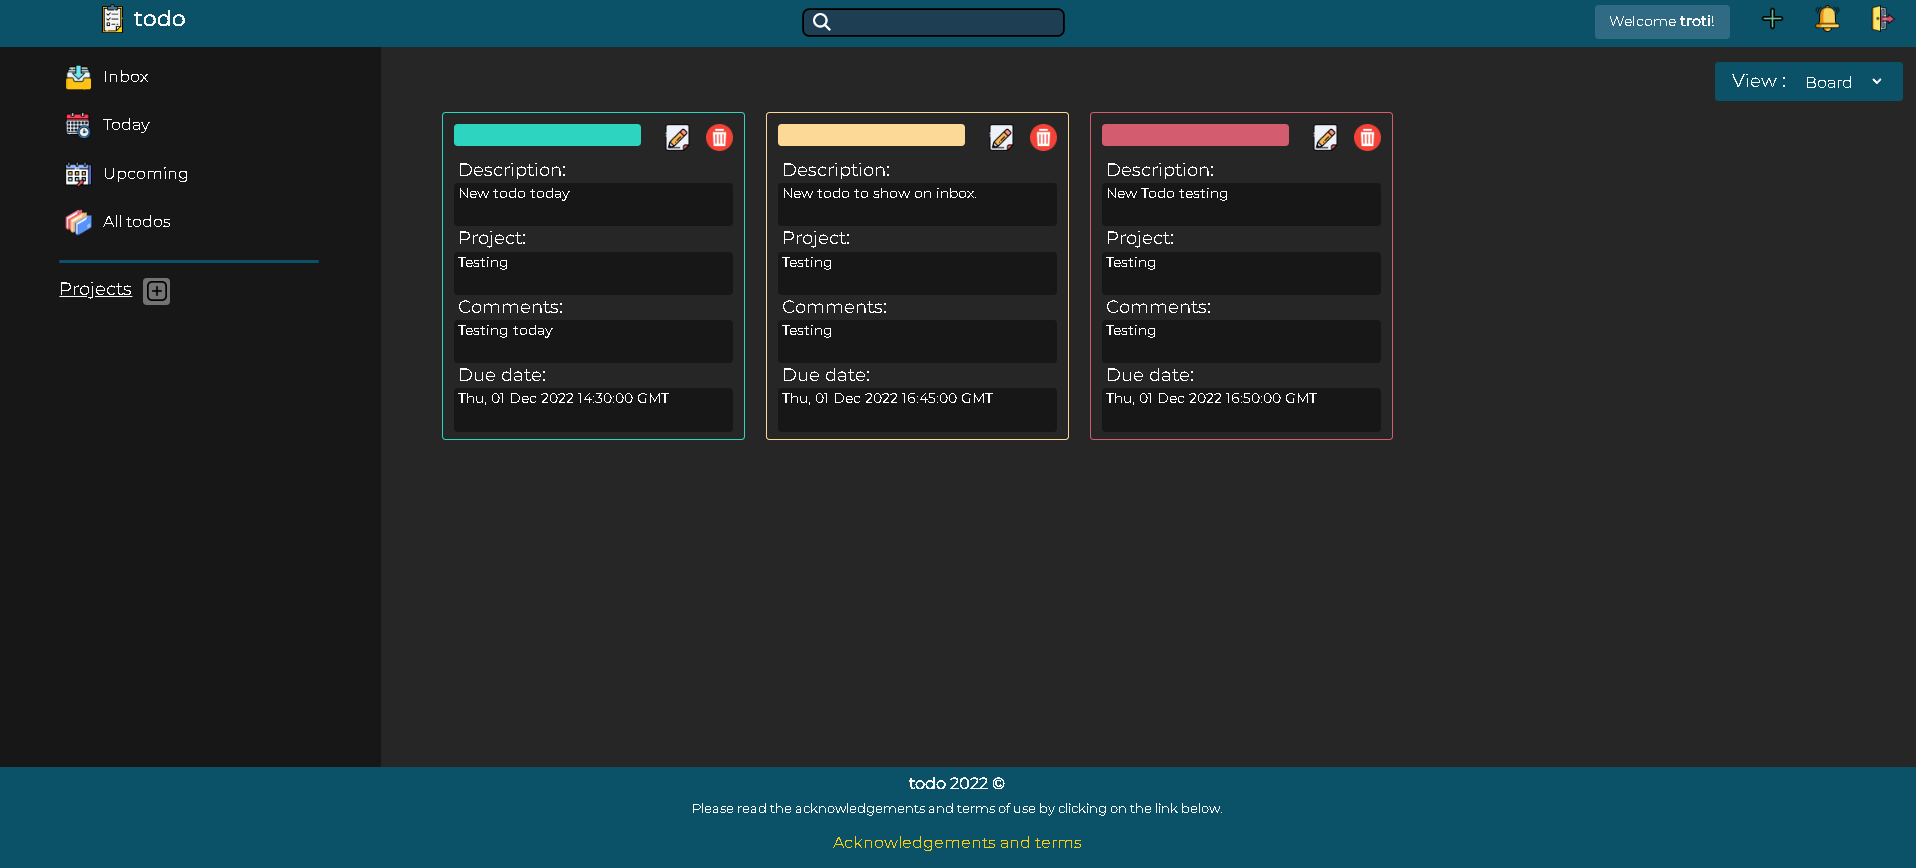 todo
Welcome troti!
Inbox
Today
Upcoming
All todos
Projects
View : Board
Description:
New todo today
Project:
Testing
Comments:
Testing today
Due date:
Thu, 01 Dec 2022 14:30:00 GMT
Description:
New todo to show on inbox.
Project:
Testing
Comments:
Testing
Due date:
Thu, 01 Dec 2022 16:45:00 GMT
Description:
New Todo testing
Project:
Testing
Comments:
Testing
Due date:
Thu, 01 Dec 2022 16:50:00 GMT
todo 2022 ©
Please read the acknowledgements and terms of use by clicking on the link below.
Acknowledgements and terms